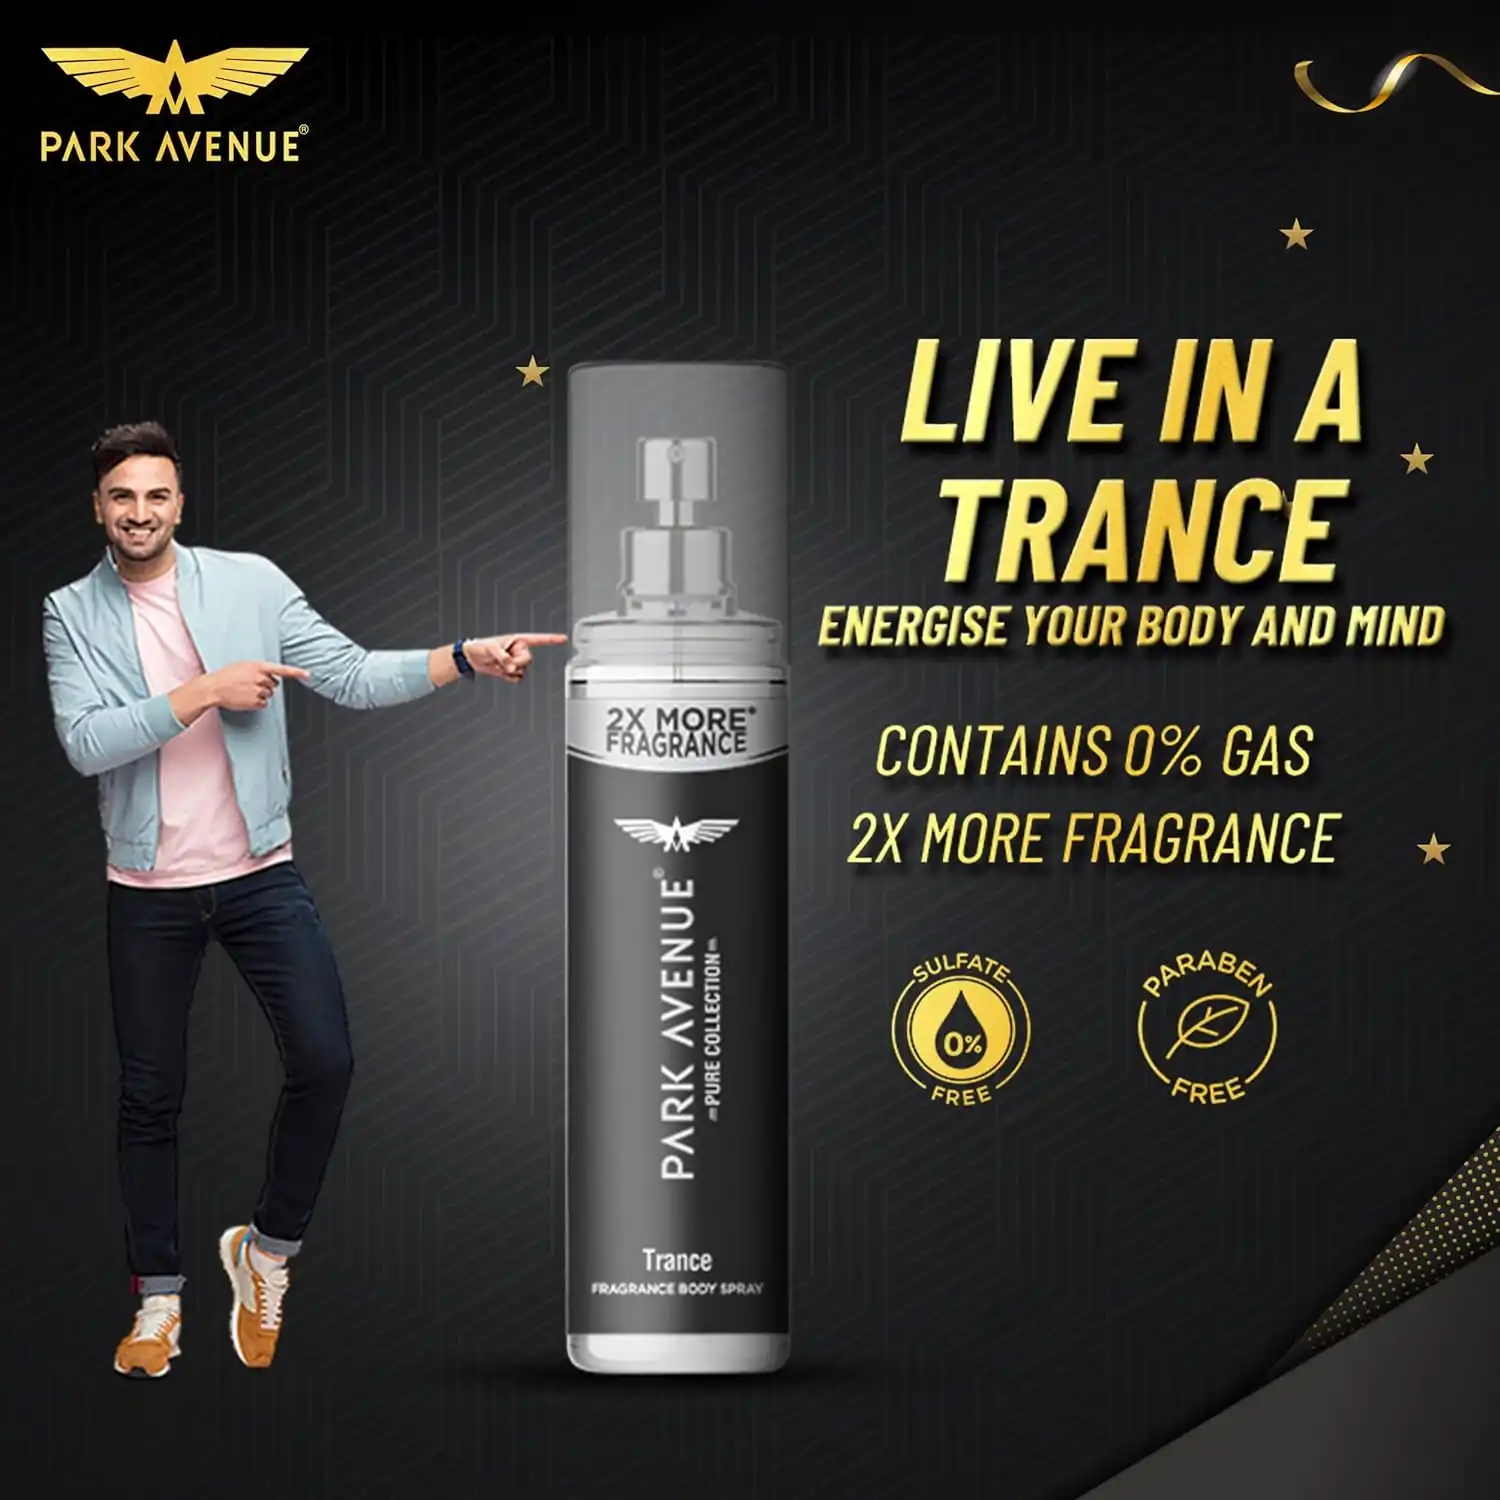 PARK AVENUE®
LIVE IN A
TRANCE
ENERGISE YOUR BODY AND MIND
CONTAINS 0% GAS
2X MORE FRAGRANCE
SULFATE
0%
FREE
PARABEN
FREE
2X MORE*
FRAGRANCE
PARK AVENUE®
PURE COLLECTION
Trance
FRAGRANCE BODY SPRAY